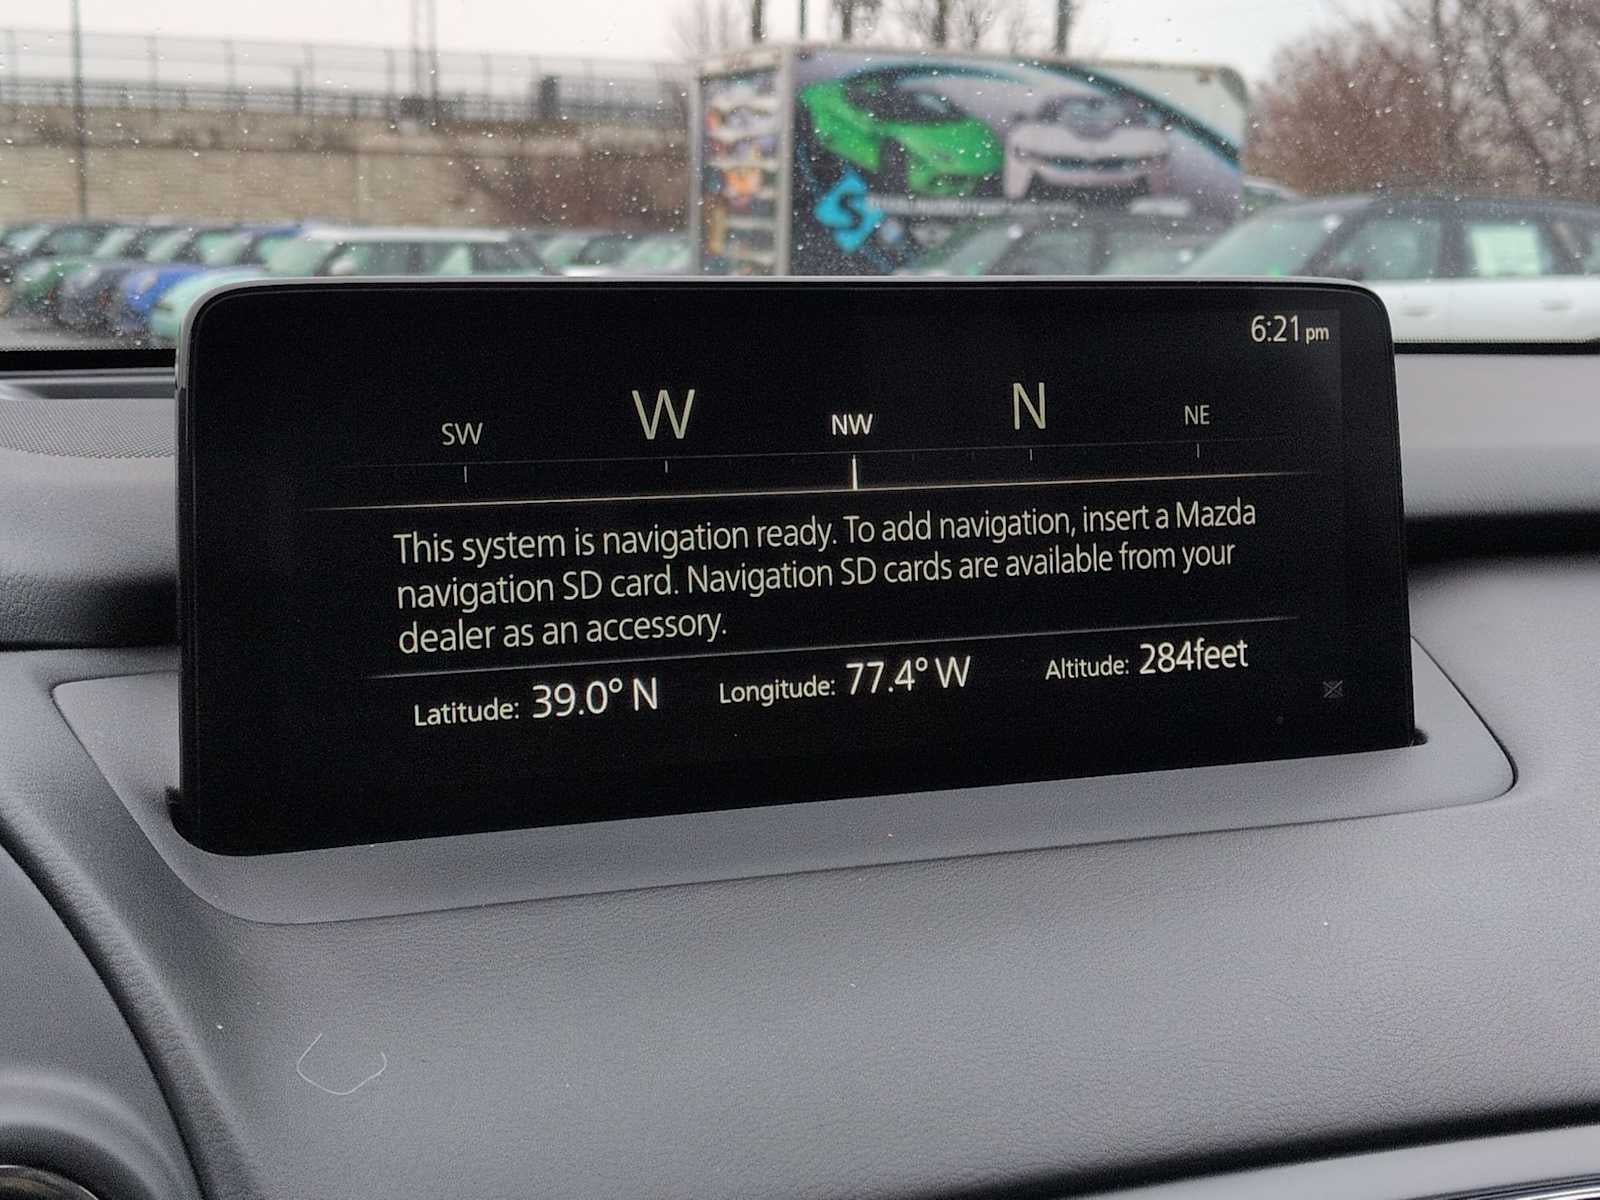 6:21 pm
SW W NW N NE
This system is navigation ready. To add navigation, insert a Mazda
navigation SD card. Navigation SD cards are available from your
dealer as an accessory.
Latitude: 39.0° N Longitude: 77.4° W Altitude: 284feet